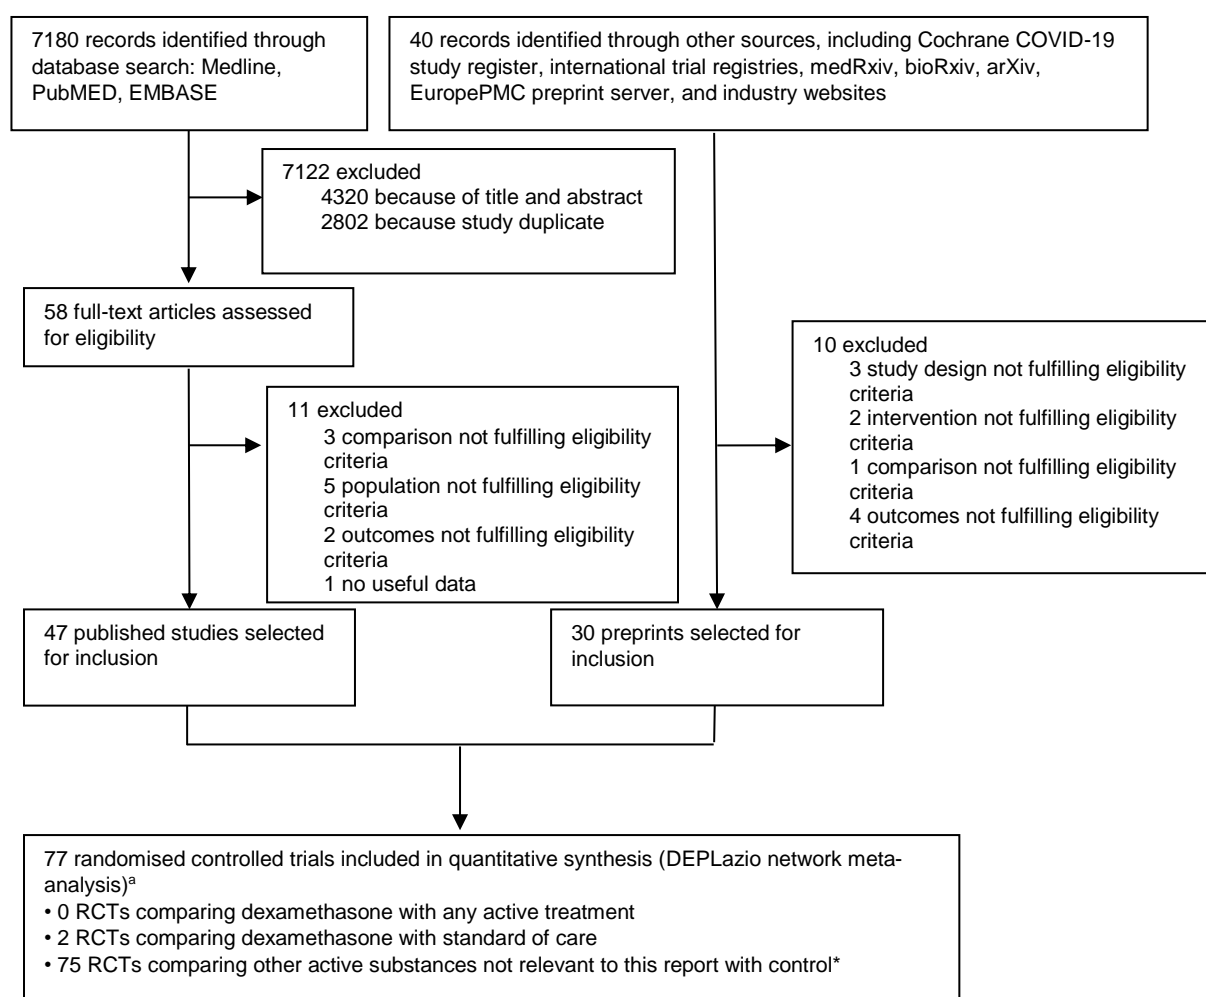 7180 records identified through
database search: Medline,
PubMED, EMBASE
40 records identified through other sources, including Cochrane COVID-19
study register, international trial registries, medRxiv, bioRxiv, arXiv,
EuropePMC preprint server, and industry websites
7122 excluded
4320 because of title and abstract
2802 because study duplicate
58 full-text articles assessed
for eligibility
10 excluded
3 study design not fulfilling eligibility
criteria
2 intervention not fulfilling eligibility
criteria
1 comparison not fulfilling eligibility
criteria
4 outcomes not fulfilling eligibility
criteria
11 excluded
3 comparison not fulfilling eligibility
criteria
5 population not fulfilling eligibility
criteria
2 outcomes not fulfilling eligibility
criteria
1 no useful data
47 published studies selected
for inclusion
30 preprints selected for
inclusion
77 randomised controlled trials included in quantitative synthesis (DEPLazio network meta-
analysis)a
• 0 RCTs comparing dexamethasone with any active treatment
• 2 RCTs comparing dexamethasone with standard of care
• 75 RCTs comparing other active substances not relevant to this report with control*